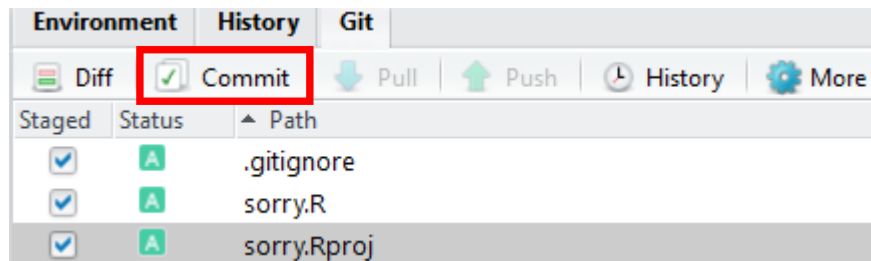 Environment History Git
Diff Commit Pull Push History More
Staged Status Path
A .gitignore
A sorry.R
A sorry.Rproj